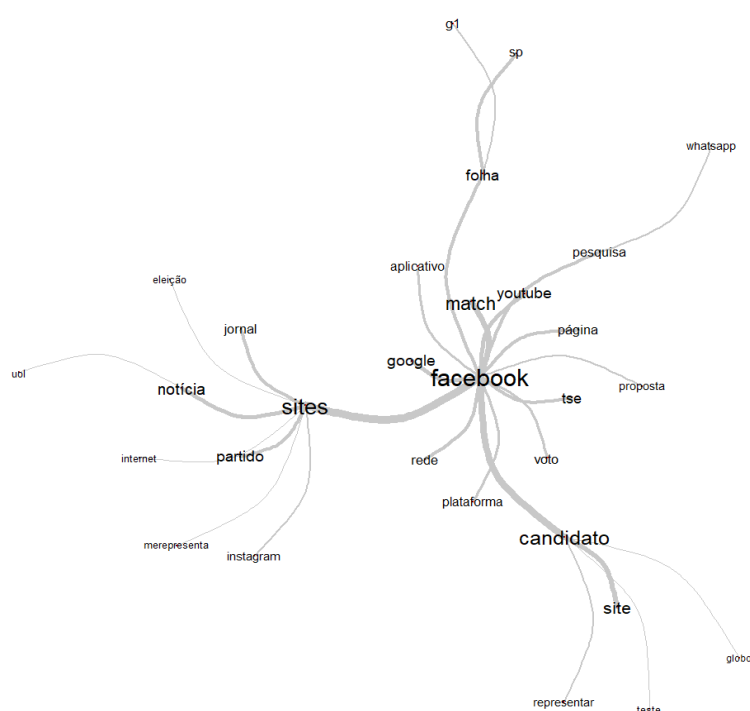 g1
sp
whatsapp
folha
pesquisa
aplicativo
eleição
youtube
match
jornal
página
google
uol
facebook
proposta
notícia
tse
sites
partido
internet
rede
voto
plataforma
candidato
merepresenta
instagram
site
globo
representar
teste